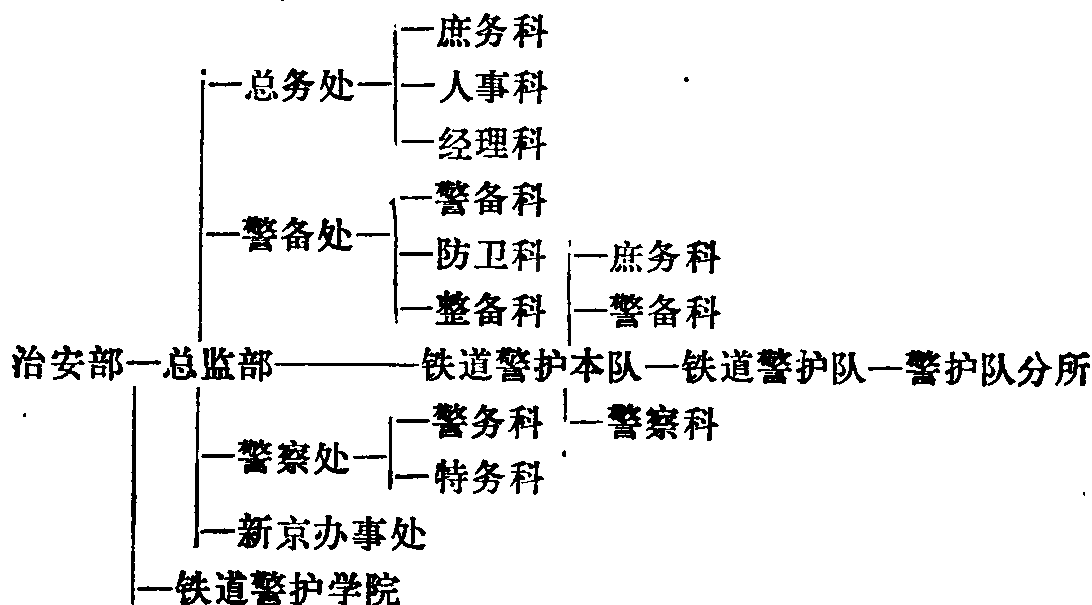 庶务科
总务处 人事科
经理科
警备科
警备处 防卫科 庶务科
整备科 警备科
治安部 总监部 铁道警护本队 铁道警护队 警护队分所
警务科 警察科
警察处
特务科
新京办事处
铁道警护学院